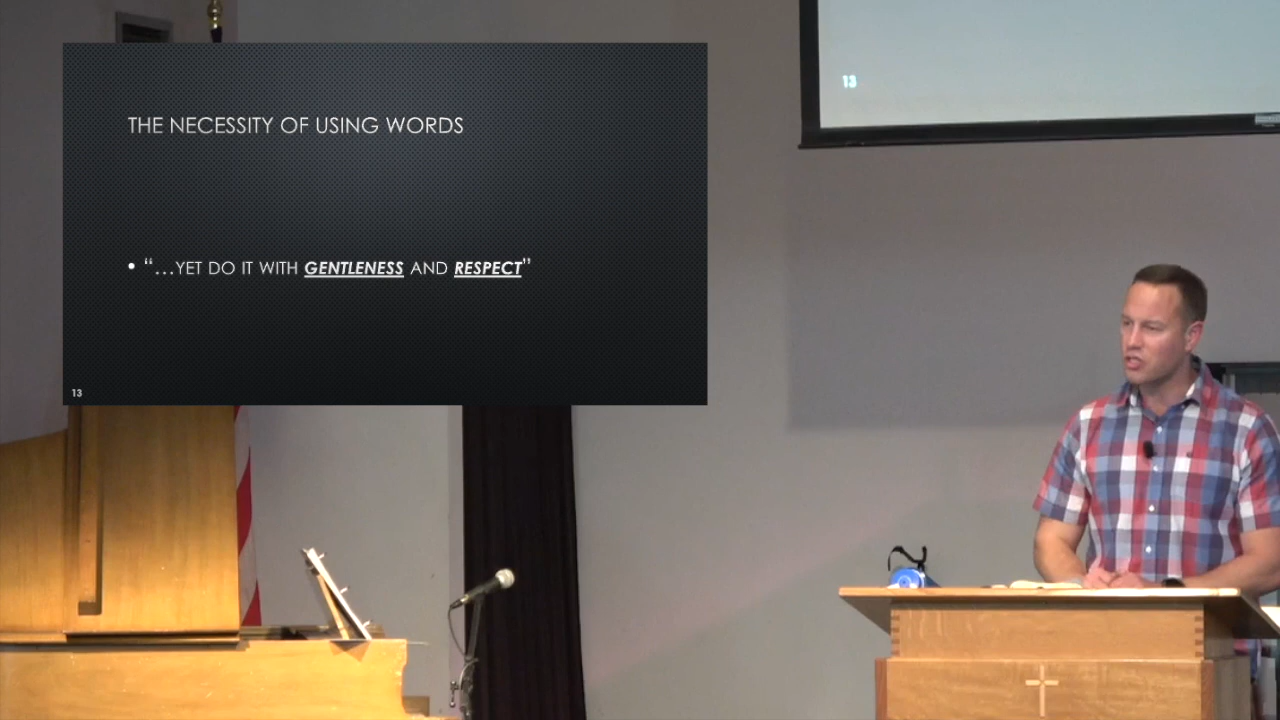 THE NECESSITY OF USING WORDS
• “…YET DO IT WITH GENTLENESS AND RESPECT”
13
13